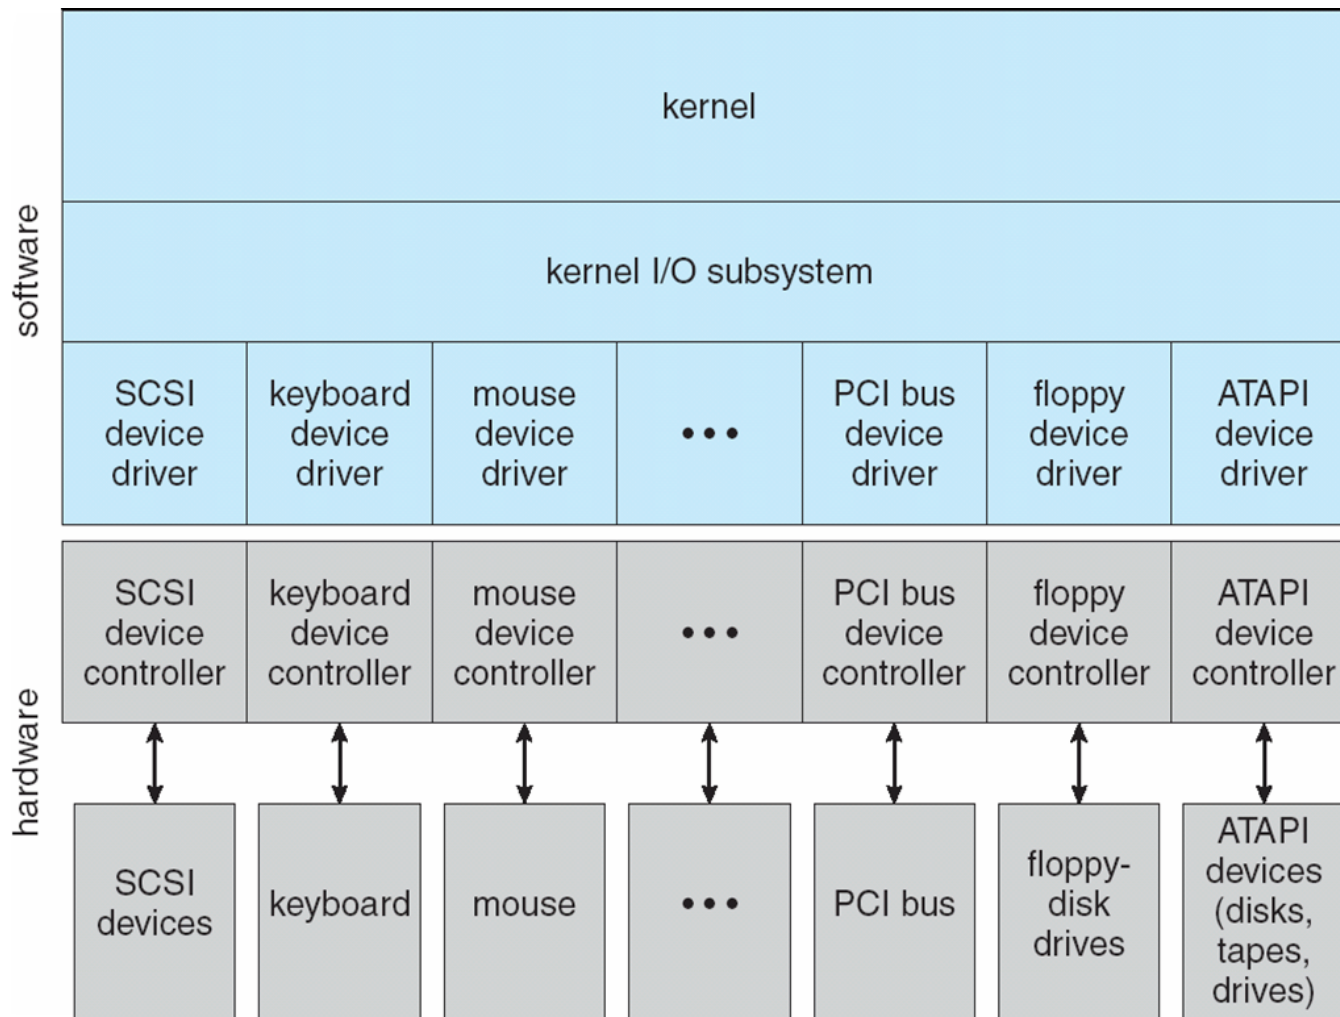 kernel
kernel I/O subsystem
software
SCSI
device
driver
keyboard
device
driver
mouse
device
driver
•••
PCI bus
device
driver
floppy
device
driver
ATAPI
device
driver
SCSI
device
controller
keyboard
device
controller
mouse
device
controller
•••
PCI bus
device
controller
floppy
device
controller
ATAPI
device
controller
hardware
SCSI
devices
keyboard
mouse
•••
PCI bus
floppy-
disk
drives
ATAPI
devices
(disks,
tapes,
drives)